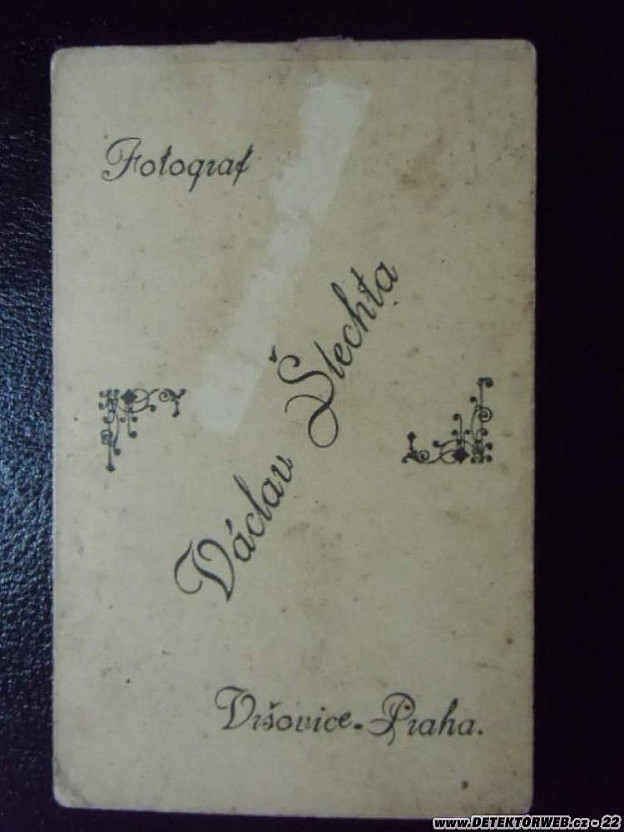 Fotograf
Václav Šlechta
Vršovice-Praha.
www.DETEKTORWEB.cz - 22